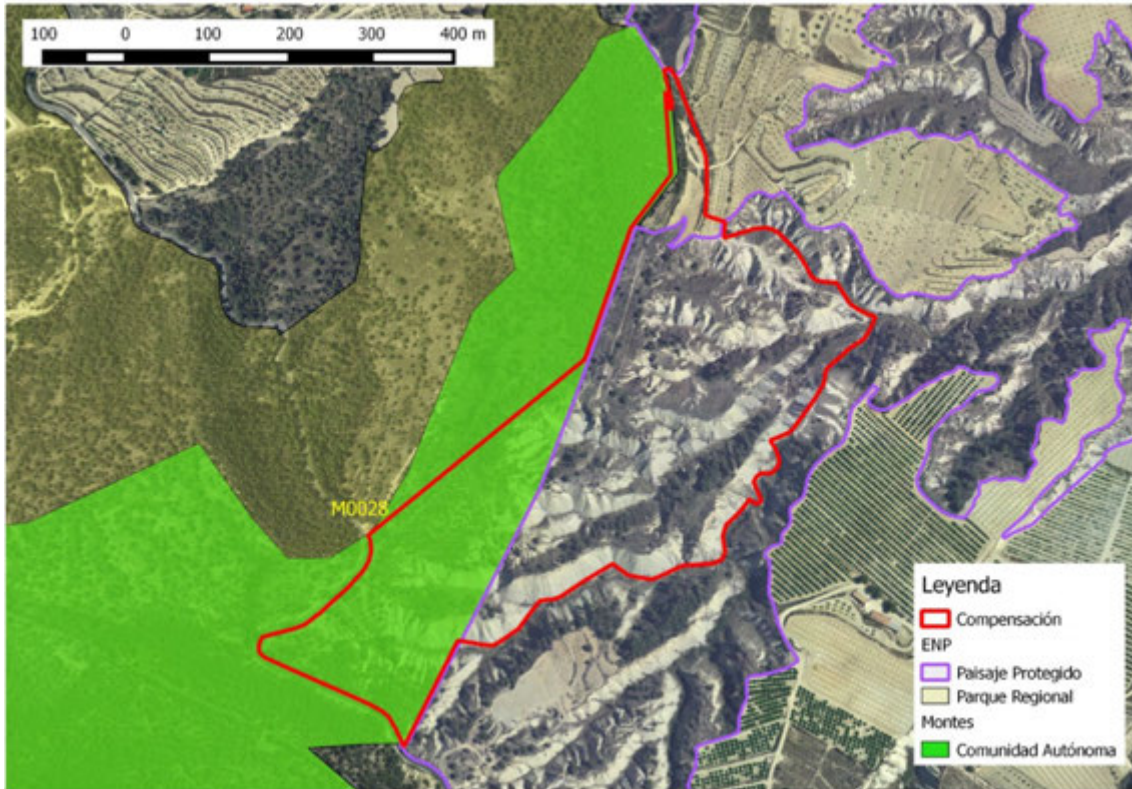 100 0 100 200 300 400 m
M0028
Leyenda
Compensación
ENP
Paisaje Protegido
Parque Regional
Montes
Comunidad Autónoma